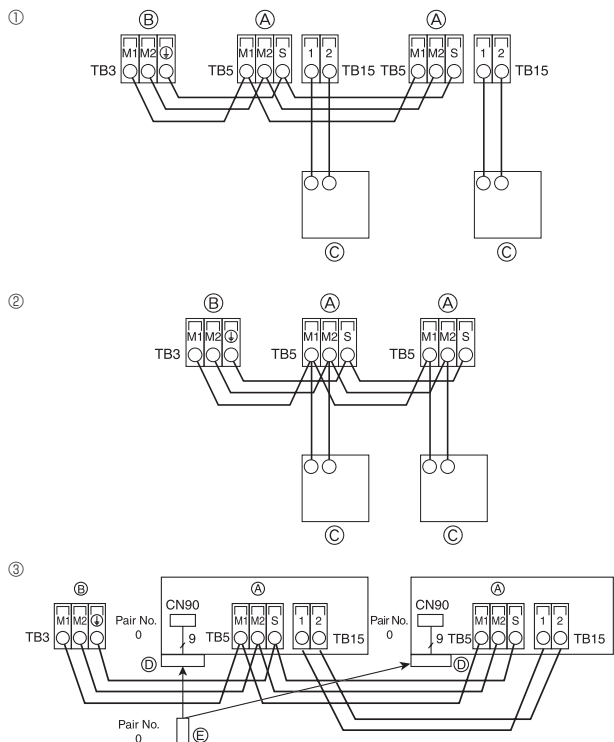 ①
Ⓑ Ⓐ Ⓐ
M1 M2 ⏚ M1 M2 S 1 2 M1 M2 S 1 2
TB3 TB5 TB15 TB5 TB15
Ⓒ Ⓒ
②
Ⓑ Ⓐ Ⓐ
M1 M2 ⏚ M1 M2 S M1 M2 S
TB3 TB5 TB5
Ⓒ Ⓒ
③
Ⓑ Ⓐ Ⓐ
CN90 CN90
M1 M2 ⏚ Pair No. M1 M2 S 1 2 Pair No. M1 M2 S 1 2
TB3 0 9 TB5 TB15 0 9 TB5 TB15
Ⓓ Ⓓ
Pair No.
0 Ⓔ